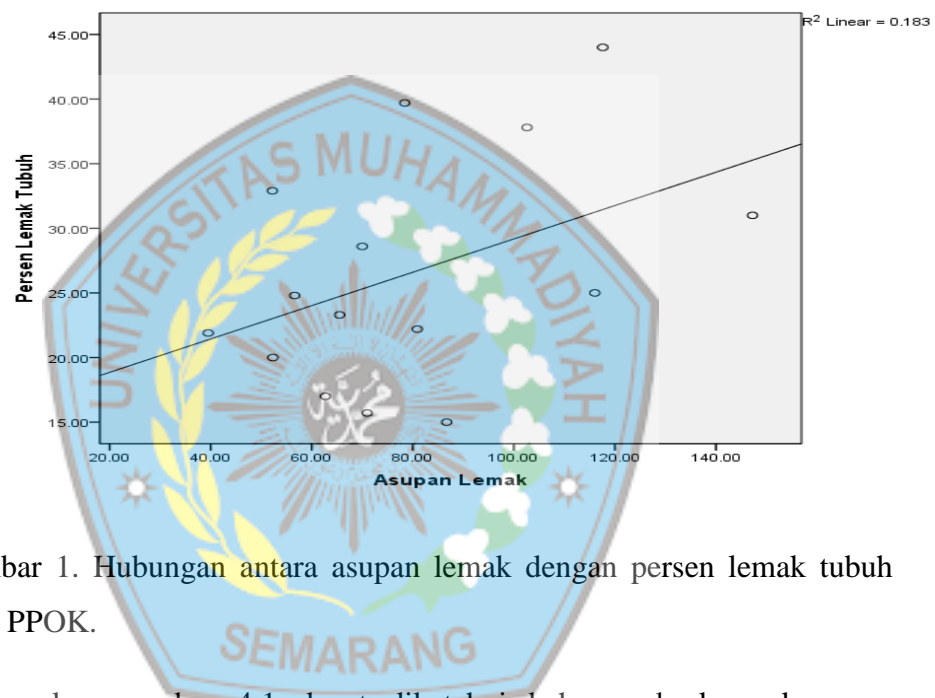 R² Linear = 0.183
45.00
40.00
35.00
30.00
25.00
20.00
15.00
Persen Lemak Tubuh
20.00 40.00 60.00 80.00 100.00 120.00 140.00
Asupan Lemak
UNIVERSITAS MUHAMMADIYAH
SEMARANG
bar 1. Hubungan antara asupan lemak dengan persen lemak tubuh
PPOK.